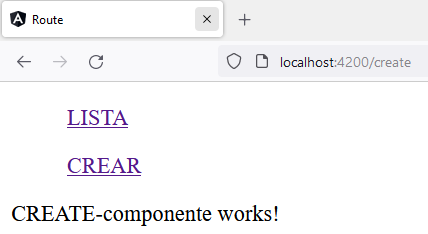 Route
localhost:4200/create
LISTA
CREAR
CREATE-componente works!